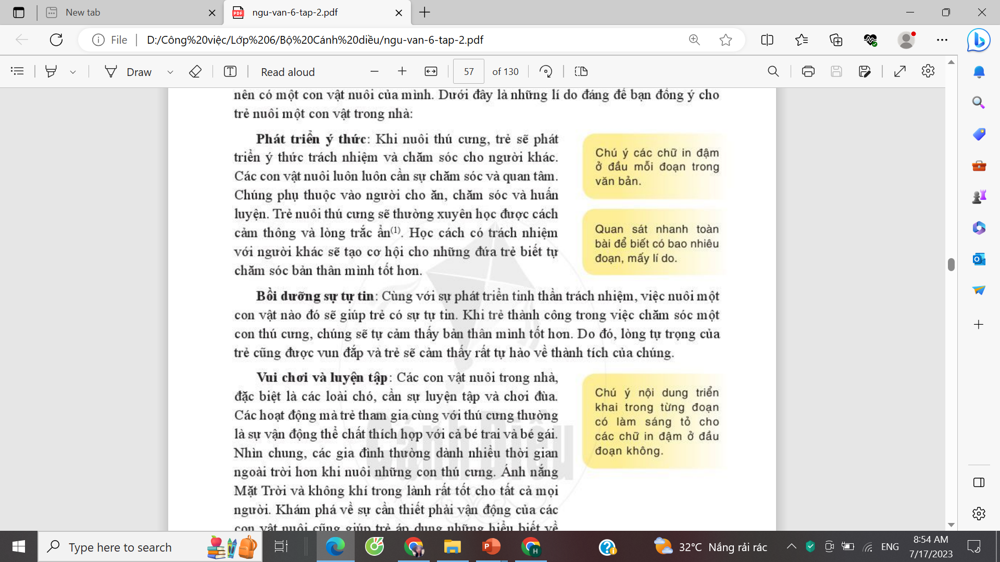 New tab
ngu-van-6-tap-2.pdf
File
D:/Công%20việc/Lớp%206/Bộ%20Cánh%20diều/ngu-van-6-tap-2.pdf
Draw
Read aloud
57
of 130
nên có một con vật nuôi của mình. Dưới đây là những lí do đáng để bạn đồng ý cho
trẻ nuôi một con vật trong nhà:
Phát triển ý thức: Khi nuôi thú cưng, trẻ sẽ phát
triển ý thức trách nhiệm và chăm sóc cho người khác.
Các con vật nuôi luôn luôn cần sự chăm sóc và quan tâm.
Chúng phụ thuộc vào người cho ăn, chăm sóc và huấn
luyện. Trẻ nuôi thú cưng sẽ thường xuyên học được cách
cảm thông và lòng trắc ẩn(1). Học cách có trách nhiệm
với người khác sẽ tạo cơ hội cho những đứa trẻ biết tự
chăm sóc bản thân mình tốt hơn.
Chú ý các chữ in đậm
ở đầu mỗi đoạn trong
văn bản.
Quan sát nhanh toàn
bài để biết có bao nhiêu
đoạn, mấy lí do.
Bồi dưỡng sự tự tin: Cùng với sự phát triển tinh thần trách nhiệm, việc nuôi một
con vật nào đó sẽ giúp trẻ có sự tự tin. Khi trẻ thành công trong việc chăm sóc một
con thú cưng, chúng sẽ tự cảm thấy bản thân mình tốt hơn. Do đó, lòng tự trọng của
trẻ cũng được vun đắp và trẻ sẽ cảm thấy rất tự hào về thành tích của chúng.
Vui chơi và luyện tập: Các con vật nuôi trong nhà,
đặc biệt là các loài chó, cần sự luyện tập và chơi đùa.
Các hoạt động mà trẻ tham gia cùng với thú cưng thường
là sự vận động thể chất thích hợp với cả bé trai và bé gái.
Nhìn chung, các gia đình thường dành nhiều thời gian
ngoài trời hơn khi nuôi những con thú cưng. Ánh nắng
Mặt Trời và không khí trong lành rất tốt cho tất cả mọi
người. Khám phá về sự cần thiết phải vận động của các
con vật nuôi cũng giúp trẻ áp dụng những hiểu biết về
Chú ý nội dung triển
khai trong từng đoạn
có làm sáng tỏ cho
các chữ in đậm ở đầu
đoạn không.
Cánh Diều
Type here to search
32°C Nắng rải rác
ENG
8:54 AM
7/17/2023